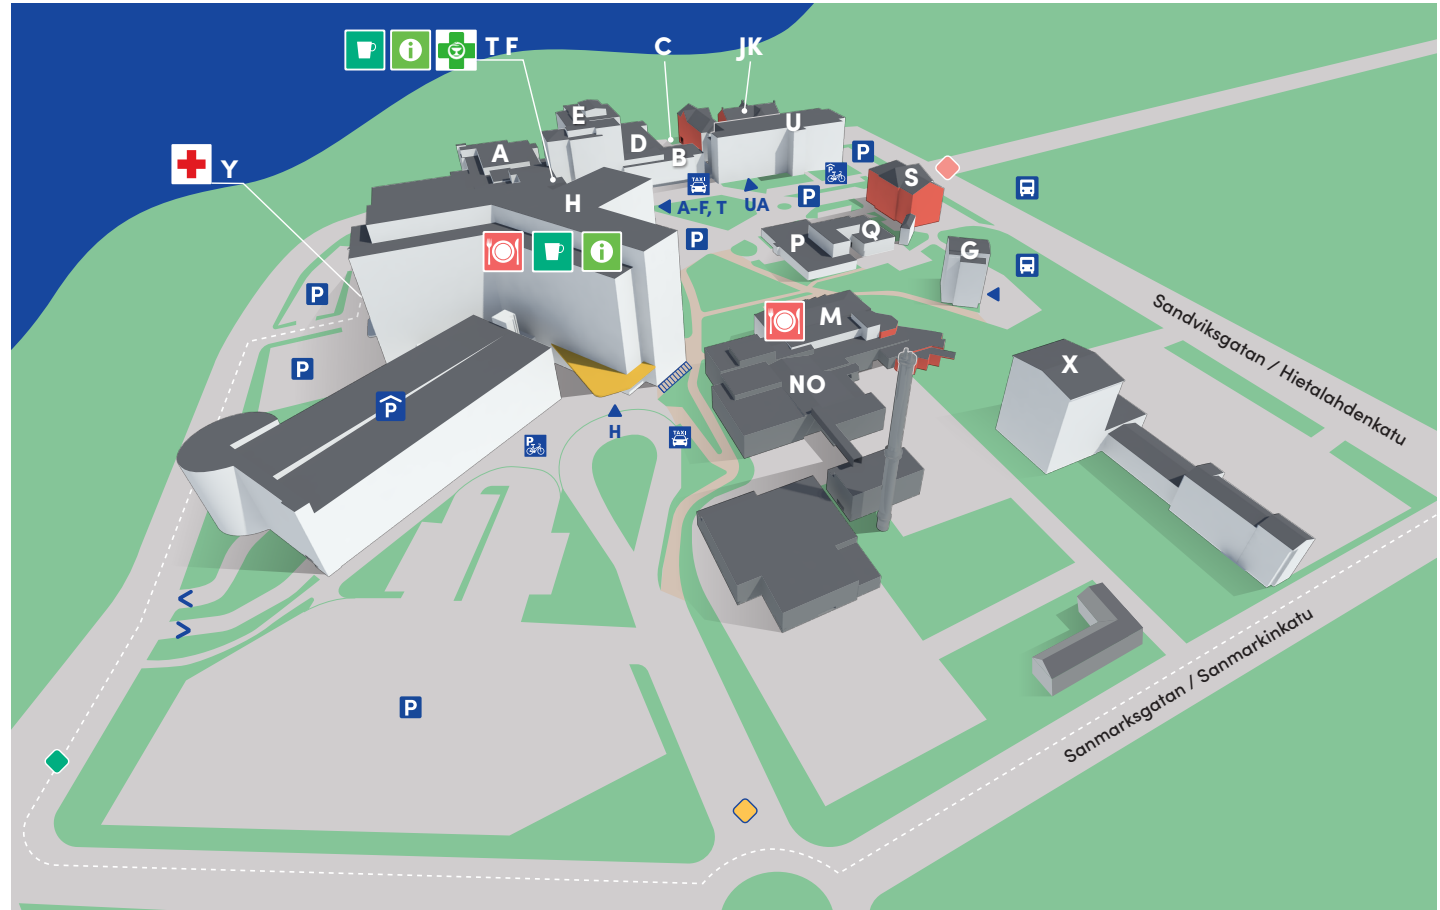 T F
C
JK
E
U
D
B
A
P
P
Y
TAXI
S
A–F, T
UA
P
H
P
Q
P
G
P
M
Sandviksgatan / Hietalahdenkatu
X
P
NO
P
H
TAXI
P
<
>
P
Sanmarksgatan / Sanmarkinkatu